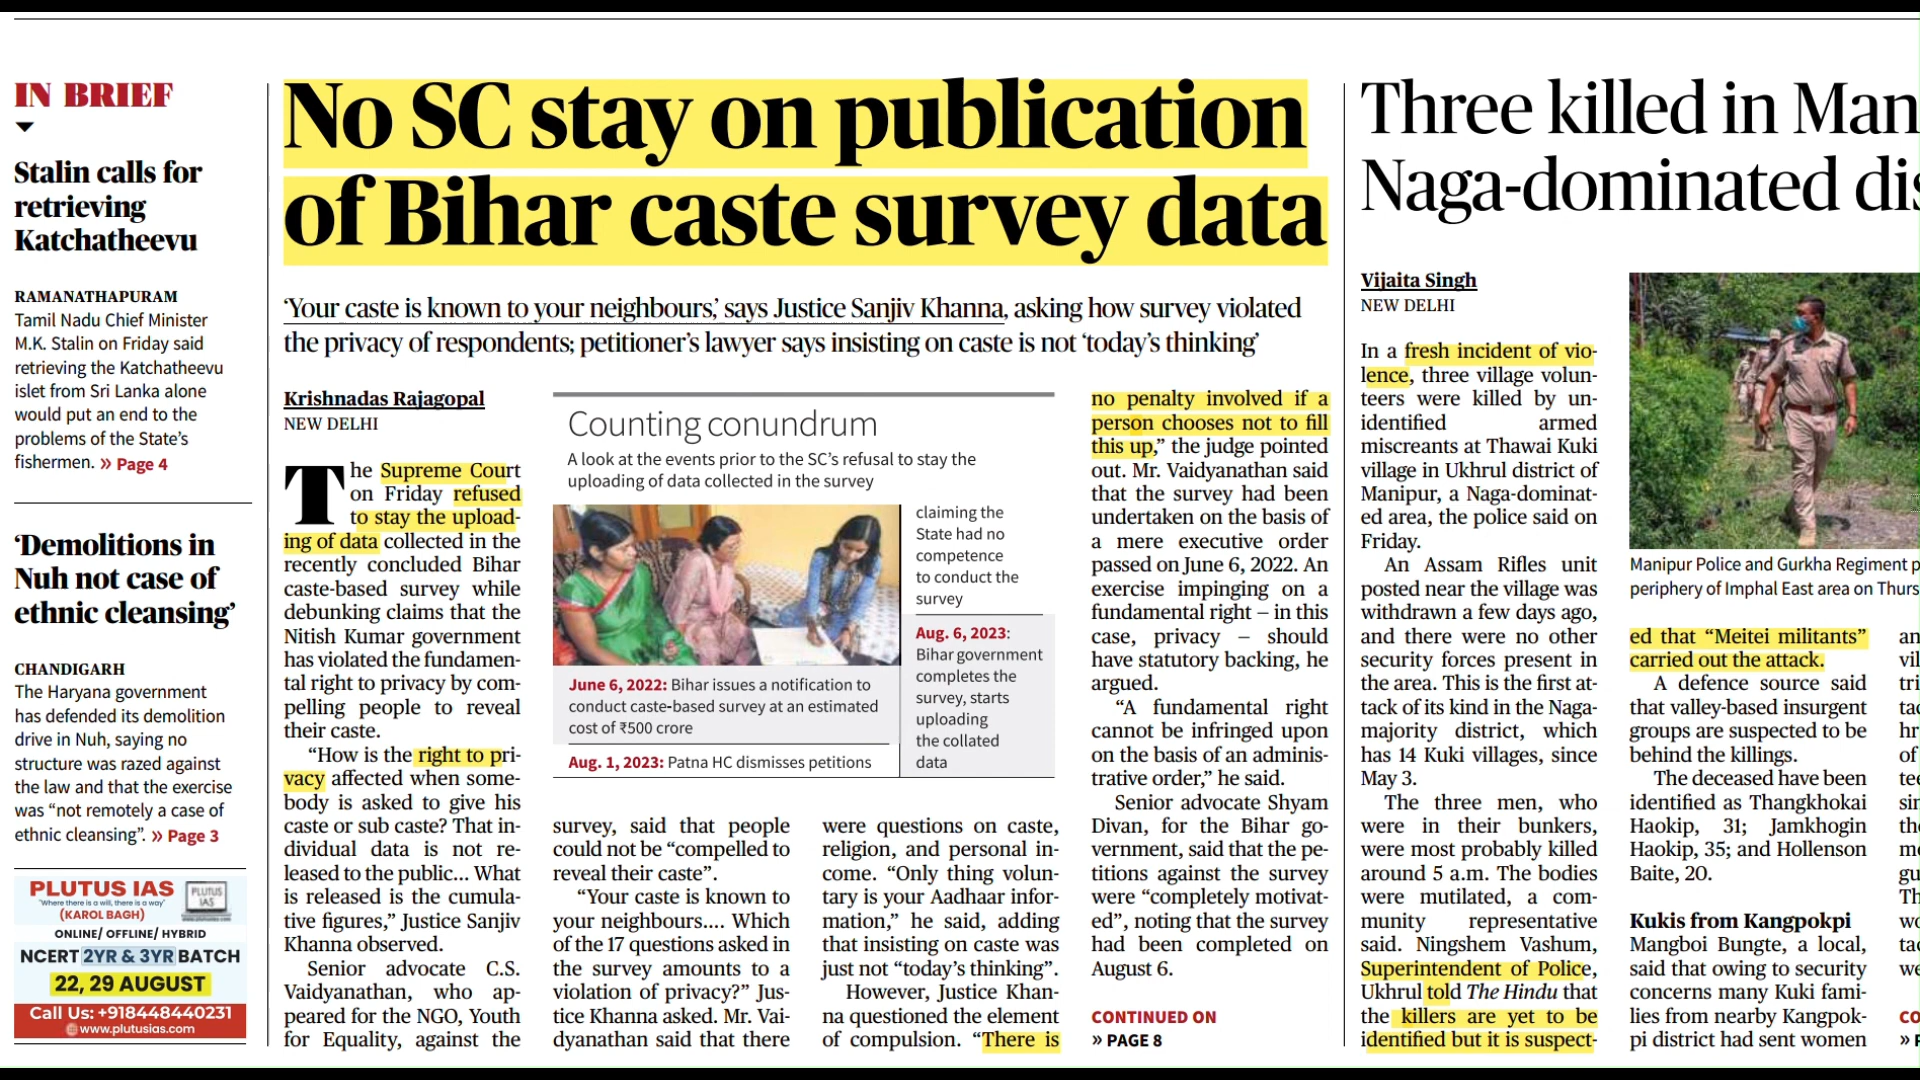 IN BRIEF
Stalin calls for
retrieving
Katchatheevu
RAMANATHAPURAM
Tamil Nadu Chief Minister
M.K. Stalin on Friday said
retrieving the Katchatheevu
islet from Sri Lanka alone
would put an end to the
problems of the State's
fishermen. » Page 4
'Demolitions in
Nuh not case of
ethnic cleansing'
CHANDIGARH
The Haryana government
has defended its demolition
drive in Nuh, saying no
structure was razed against
the law and that the exercise
was "not remotely a case of
ethnic cleansing". » Page 3
PLUTUS IAS
"Where there is a will, there is a way"
(KAROL BAGH)
PLUTUS
IAS
ONLINE/ OFFLINE/ HYBRID
NCERT 2YR & 3YR BATCH
22, 29 AUGUST
Call Us: +918448440231
www.plutusias.com
No SC stay on publication
of Bihar caste survey data
'Your caste is known to your neighbours,' says Justice Sanjiv Khanna, asking how survey violated
the privacy of respondents; petitioner's lawyer says insisting on caste is not 'today's thinking'
Krishnadas Rajagopal
NEW DELHI
The Supreme Court
on Friday refused
to stay the upload-
ing of data collected in the
recently concluded Bihar
caste-based survey while
debunking claims that the
Nitish Kumar government
has violated the fundamen-
tal right to privacy by com-
pelling people to reveal
their caste.
"How is the right to pri-
vacy affected when some-
body is asked to give his
caste or sub caste? That in-
dividual data is not re-
leased to the public... What
is released is the cumula-
tive figures," Justice Sanjiv
Khanna observed.
Senior advocate C.S.
Vaidyanathan, who ap-
peared for the NGO, Youth
for Equality, against the
Counting conundrum
A look at the events prior to the SC's refusal to stay the
uploading of data collected in the survey
June 6, 2022: Bihar issues a notification to
conduct caste-based survey at an estimated
cost of ₹500 crore
Aug. 1, 2023: Patna HC dismisses petitions
claiming the
State had no
competence
to conduct the
survey
Aug. 6, 2023:
Bihar government
completes the
survey, starts
uploading
the collated
data
survey, said that people
could not be "compelled to
reveal their caste".
"Your caste is known to
your neighbours.... Which
of the 17 questions asked in
the survey amounts to a
violation of privacy?" Jus-
tice Khanna asked. Mr. Vai-
dyanathan said that there
were questions on caste,
religion, and personal in-
come. "Only thing volun-
tary is your Aadhaar infor-
mation," he said, adding
that insisting on caste was
just not "today's thinking".
However, Justice Khan-
na questioned the element
of compulsion. "There is
no penalty involved if a
person chooses not to fill
this up," the judge pointed
out. Mr. Vaidyanathan said
that the survey had been
undertaken on the basis of
a mere executive order
passed on June 6, 2022. An
exercise impinging on a
fundamental right – in this
case, privacy – should
have statutory backing, he
argued.
"A fundamental right
cannot be infringed upon
on the basis of an adminis-
trative order," he said.
Senior advocate Shyam
Divan, for the Bihar go-
vernment, said that the pe-
titions against the survey
were "completely motivat-
ed", noting that the survey
had been completed on
August 6.
CONTINUED ON
» PAGE 8
Three killed in Man
Naga-dominated dis
Vijaita Singh
NEW DELHI
In a fresh incident of vio-
lence, three village volun-
teers were killed by un-
identified armed
miscreants at Thawai Kuki
village in Ukhrul district of
Manipur, a Naga-dominat-
ed area, the police said on
Friday.
An Assam Rifles unit
posted near the village was
withdrawn a few days ago,
and there were no other
security forces present in
the area. This is the first at-
tack of its kind in the Naga-
majority district, which
has 14 Kuki villages, since
May 3.
The three men, who
were in their bunkers,
were most probably killed
around 5 a.m. The bodies
were mutilated, a com-
munity representative
said. Ningshem Vashum,
Superintendent of Police,
Ukhrul told The Hindu that
the killers are yet to be
identified but it is suspect-
Manipur Police and Gurkha Regiment p
periphery of Imphal East area on Thurs
ed that "Meitei militants"
carried out the attack.
A defence source said
that valley-based insurgent
groups are suspected to be
behind the killings.
The deceased have been
identified as Thangkhokai
Haokip, 31; Jamkhogin
Haokip, 35; and Hollenson
Baite, 20.
Kukis from Kangpokpi
Mangboi Bungte, a local,
said that owing to security
concerns many Kuki fami-
lies from nearby Kangpok-
pi district had sent women